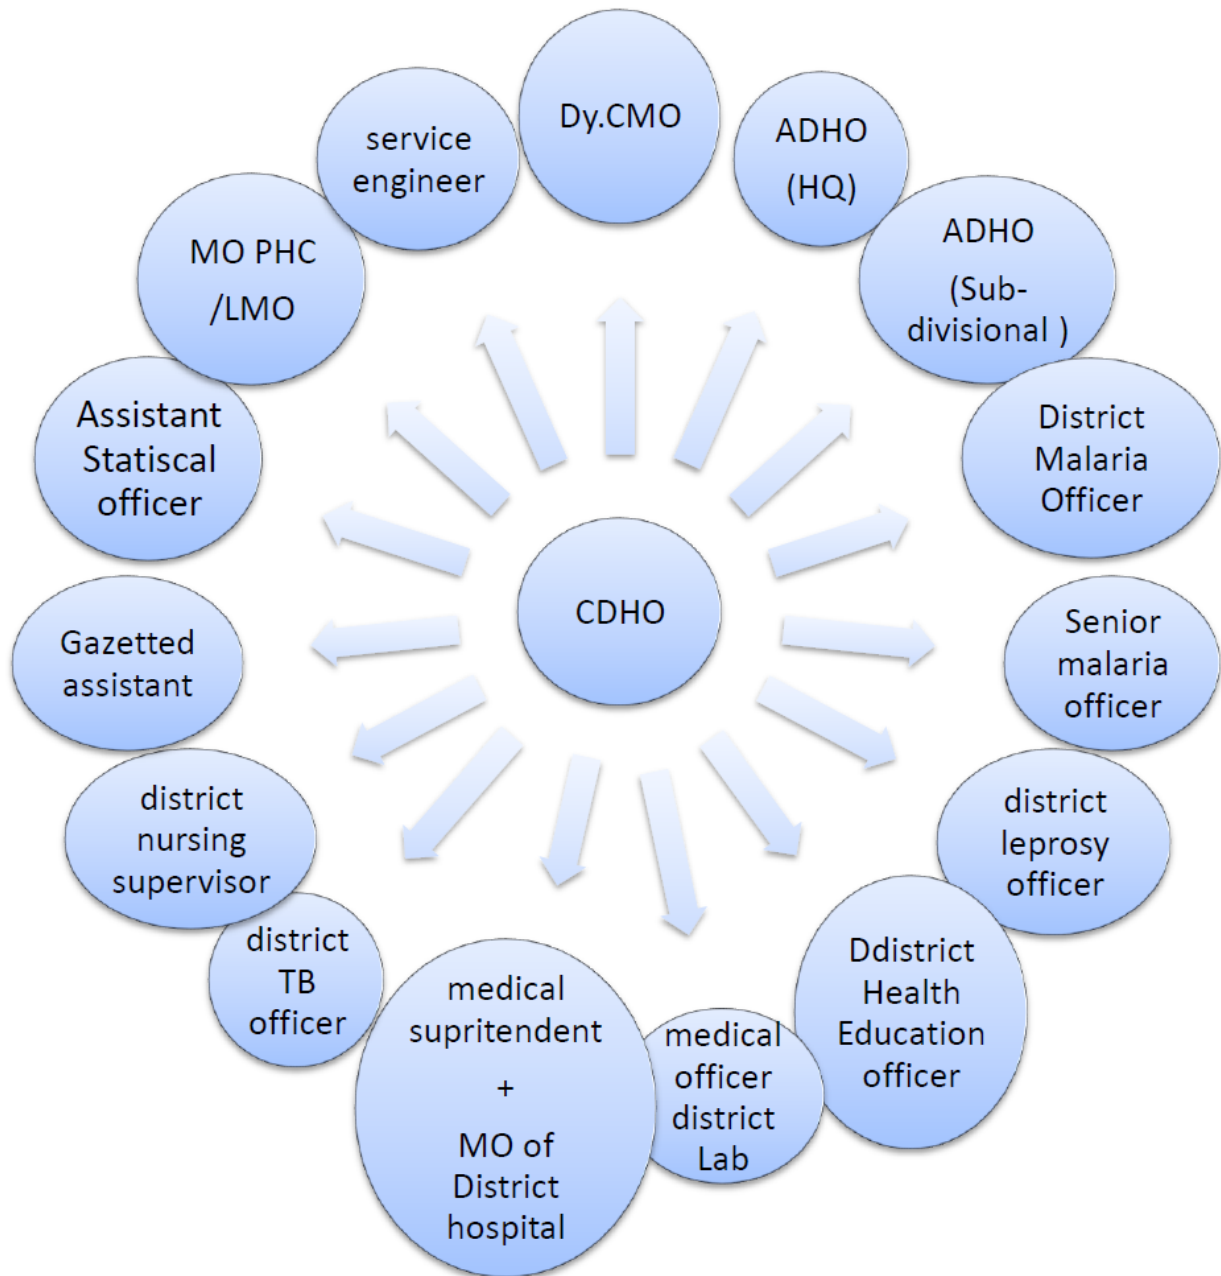 Dy.CMO
ADHO
(HQ)
ADHO
(Sub-
divisional )
District
Malaria
Officer
Senior
malaria
officer
district
leprosy
officer
Ddistrict
Health
Education
officer
medical
officer
district
Lab
medical
supritendent
+
MO of
District
hospital
district
TB
officer
district
nursing
supervisor
Gazetted
assistant
Assistant
Statiscal
officer
MO PHC
/LMO
service
engineer
CDHO